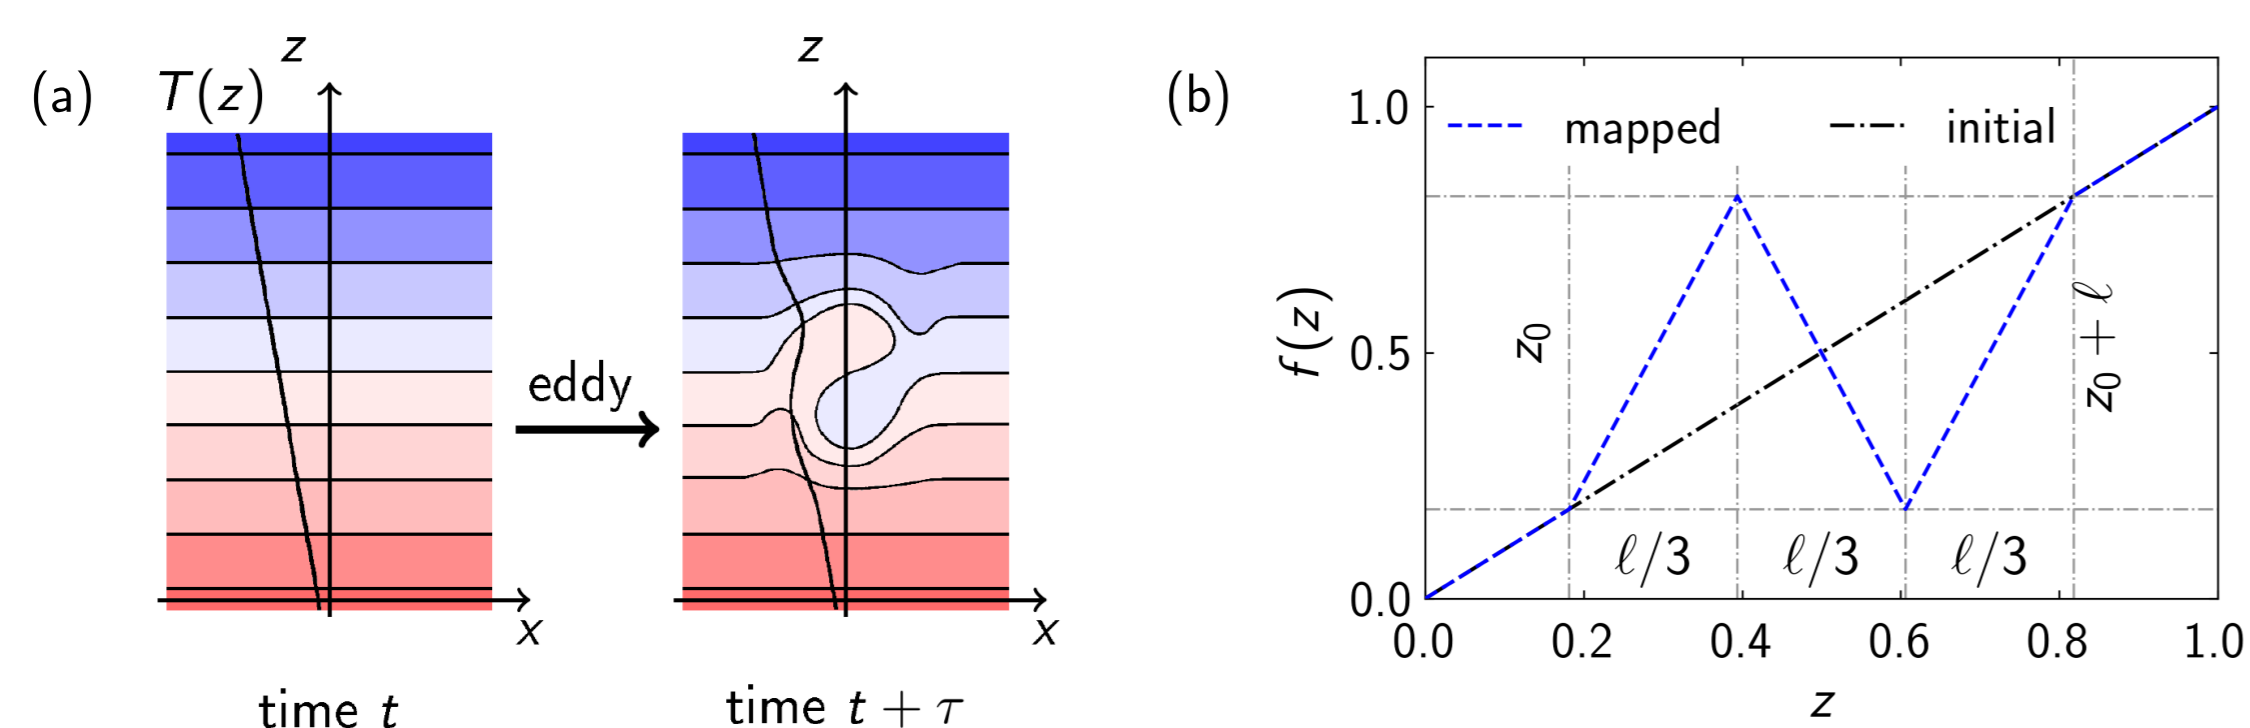 (a)
T(z)
z
x
time t
eddy
z
x
time t + τ
(b)
f(z)
1.0
0.5
0.0
mapped
initial
z₀
z₀ + ℓ
ℓ/3
ℓ/3
ℓ/3
0.0 0.2 0.4 0.6 0.8 1.0
z